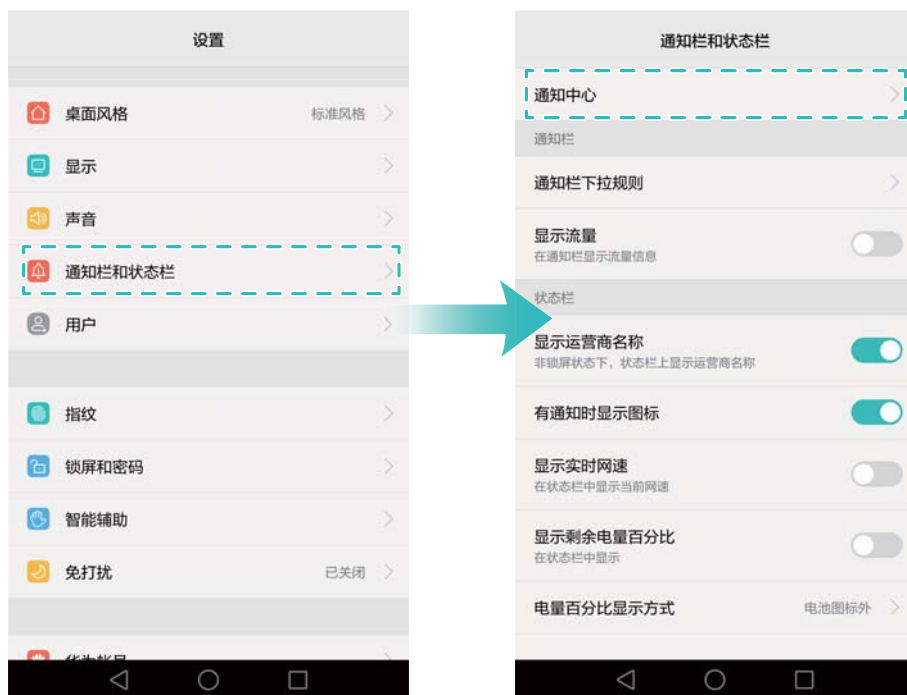 设置
桌面风格 标准风格
显示
声音
通知栏和状态栏
用户
指纹
锁屏和密码
智能辅助
免打扰 已关闭
通知栏和状态栏
通知中心
通知栏
通知栏下拉规则
显示流量
在通知栏显示流量信息
状态栏
显示运营商名称
非锁屏状态下，状态栏上显示运营商名称
有通知时显示图标
显示实时网速
在状态栏中显示当前网速
显示剩余电量百分比
在状态栏中显示
电量百分比显示方式 电池图标外